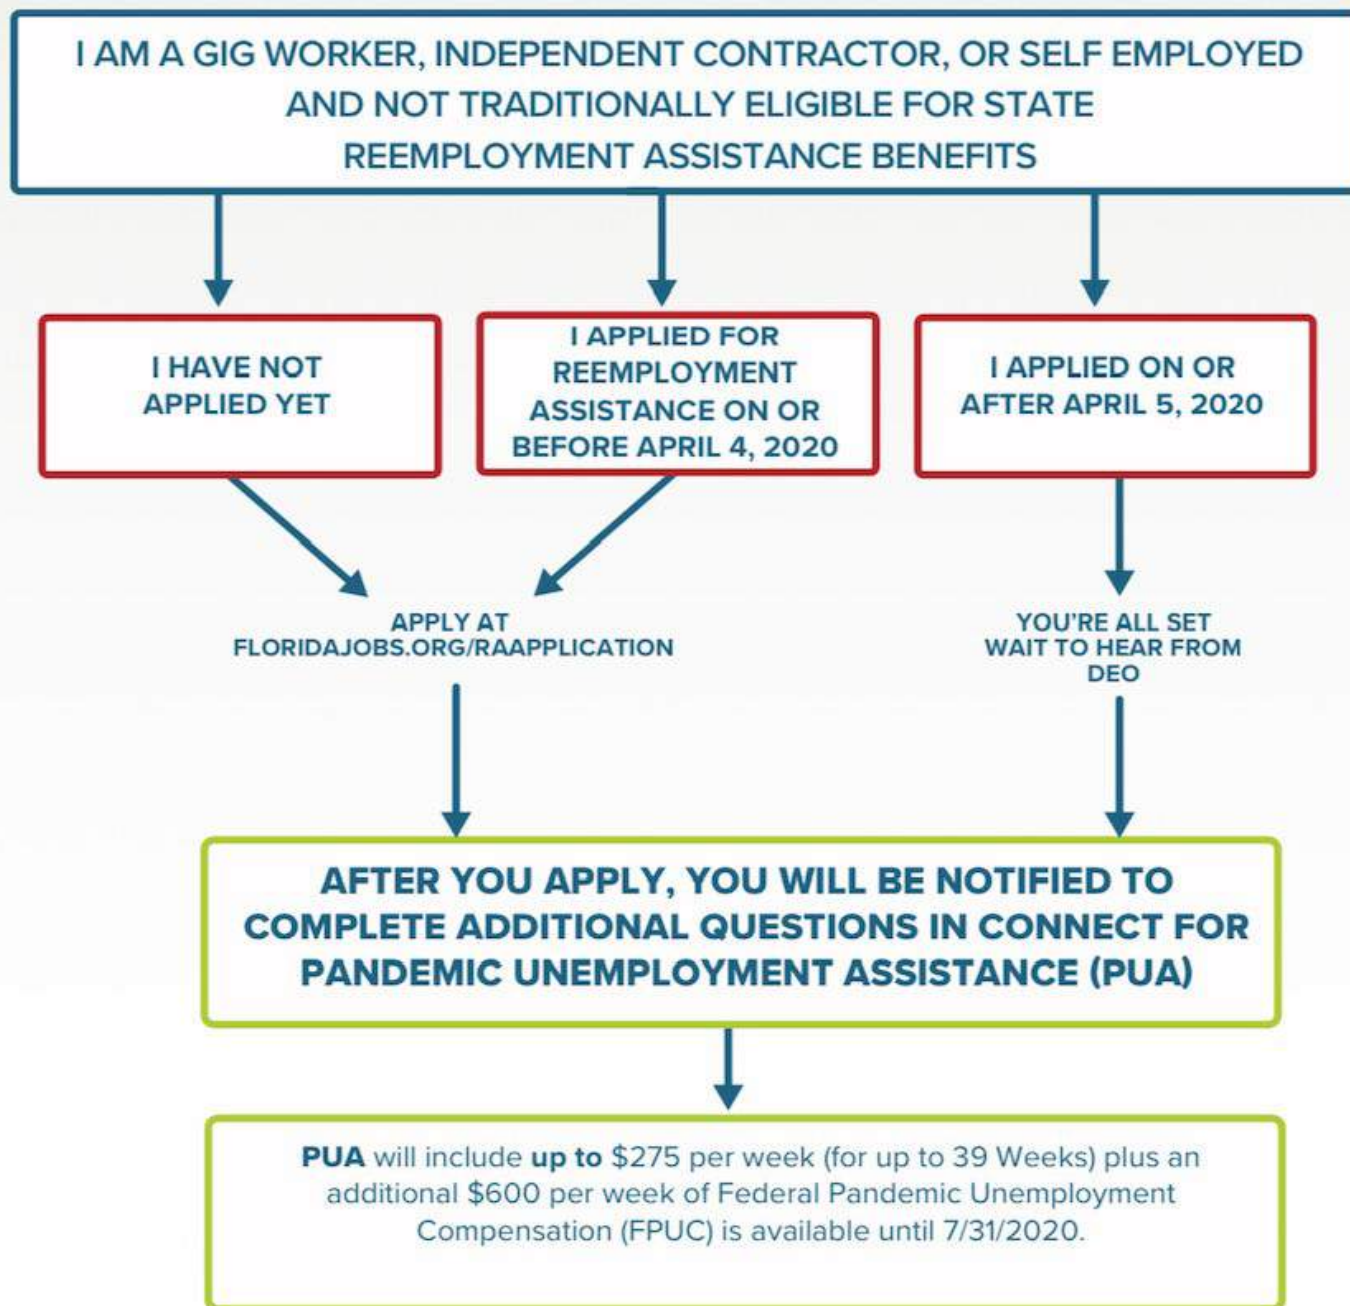 I AM A GIG WORKER, INDEPENDENT CONTRACTOR, OR SELF EMPLOYED
AND NOT TRADITIONALLY ELIGIBLE FOR STATE
REEMPLOYMENT ASSISTANCE BENEFITS
I HAVE NOT
APPLIED YET
I APPLIED FOR
REEMPLOYMENT
ASSISTANCE ON OR
BEFORE APRIL 4, 2020
I APPLIED ON OR
AFTER APRIL 5, 2020
APPLY AT
FLORIDAJOBS.ORG/RAAPPLICATION
YOU'RE ALL SET
WAIT TO HEAR FROM
DEO
AFTER YOU APPLY, YOU WILL BE NOTIFIED TO
COMPLETE ADDITIONAL QUESTIONS IN CONNECT FOR
PANDEMIC UNEMPLOYMENT ASSISTANCE (PUA)
PUA will include up to $275 per week (for up to 39 Weeks) plus an
additional $600 per week of Federal Pandemic Unemployment
Compensation (FPUC) is available until 7/31/2020.